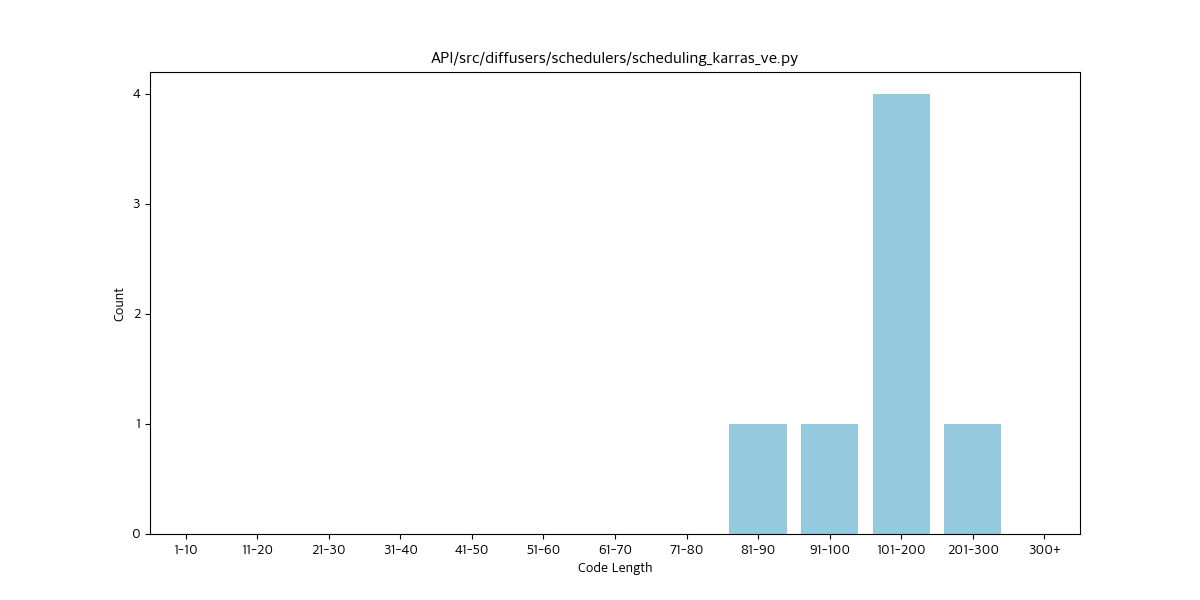 API/src/diffusers/schedulers/scheduling_karras_ve.py
4
3
2
1
0
Count
1-10 11-20 21-30 31-40 41-50 51-60 61-70 71-80 81-90 91-100 101-200 201-300 300+
Code Length